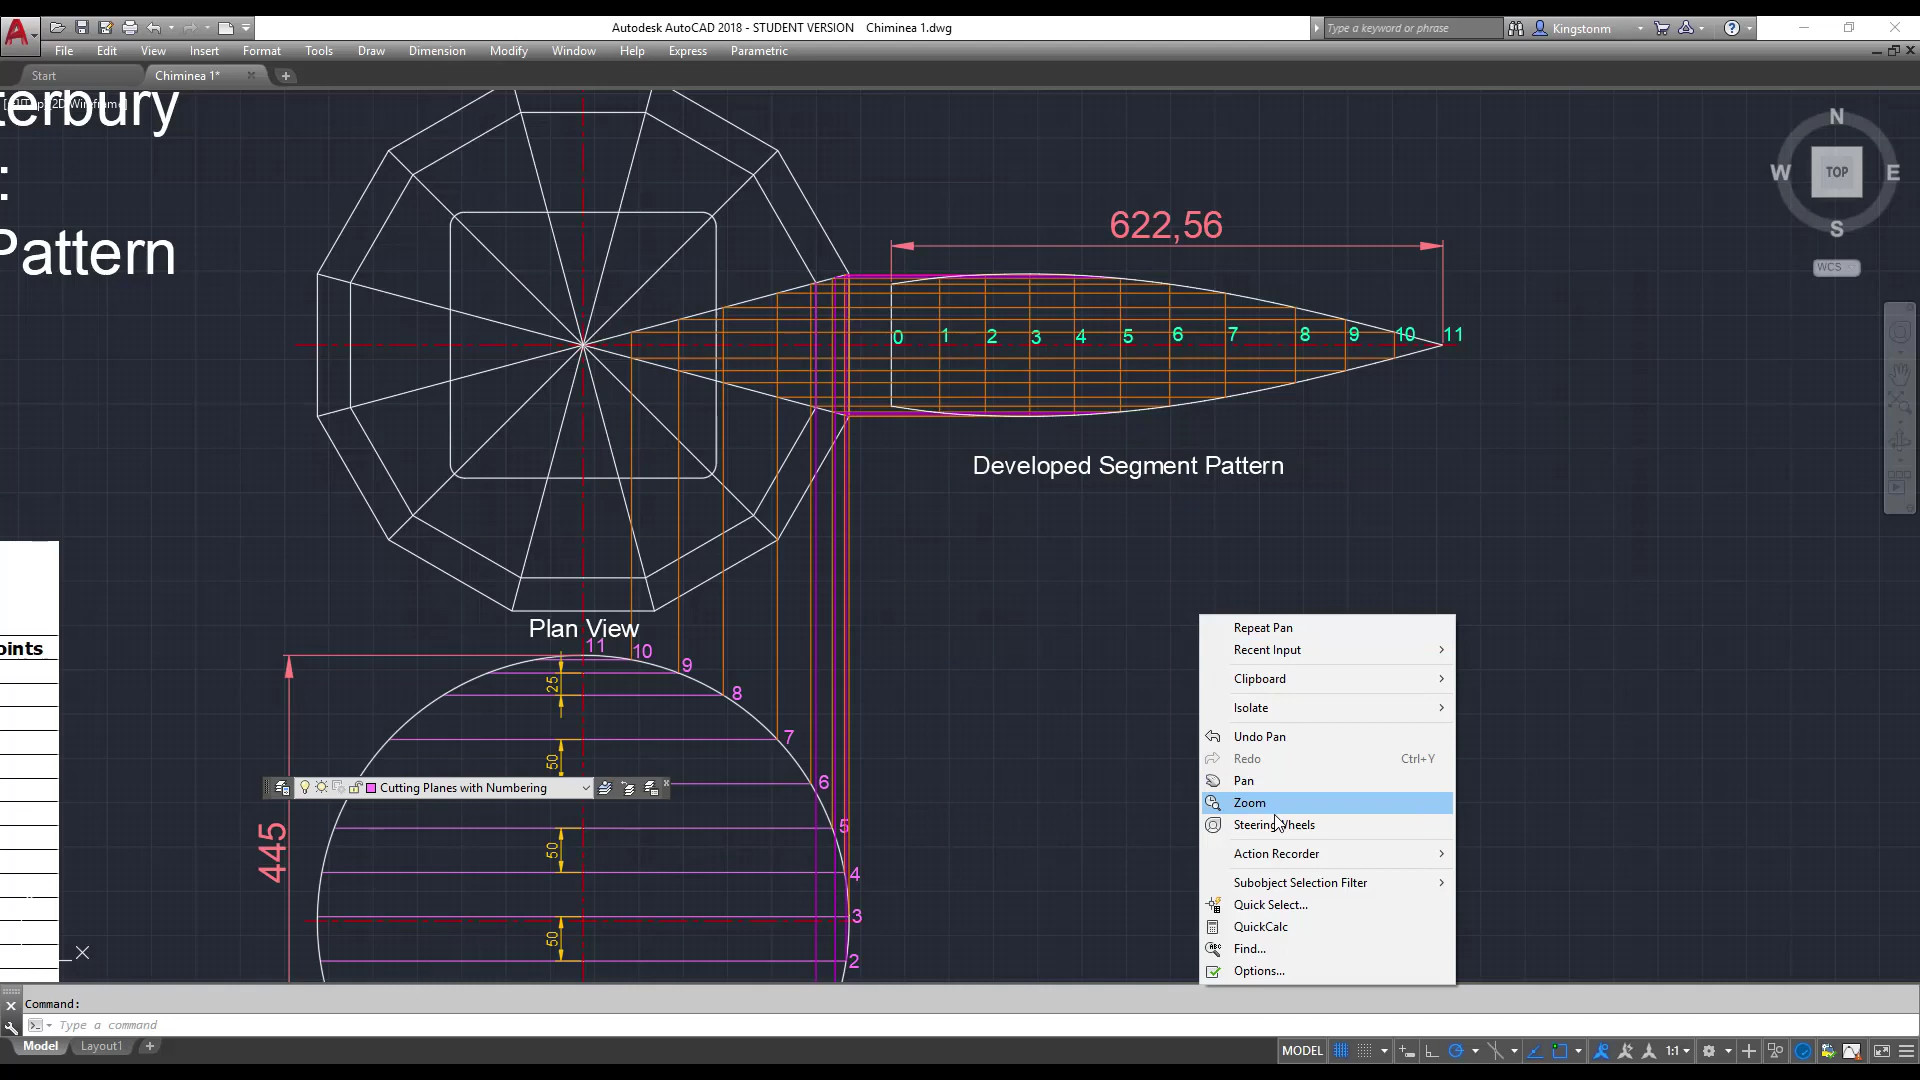 Autodesk AutoCAD 2018 - STUDENT VERSION    Chiminea 1.dwg
Type a keyword or phrase
Kingstonm
File Edit View Insert Format Tools Draw Dimension Modify Window Help Express Parametric
Start
Chiminea 1*
terbury
:
Pattern
oints
N
W TOP E
S
WCS
622,56
0 1 2 3 4 5 6 7 8 9 10 11
Developed Segment Pattern
Plan View
11
10
9
25
8
7
50
6
Cutting Planes with Numbering
5
445
50
4
3
50
2
Repeat Pan
Recent Input
Clipboard
Isolate
Undo Pan
Redo Ctrl+Y
Pan
Zoom
SteeringWheels
Action Recorder
Subobject Selection Filter
Quick Select...
QuickCalc
Find...
Options...
Command:
Type a command
Model Layout1
MODEL
1:1